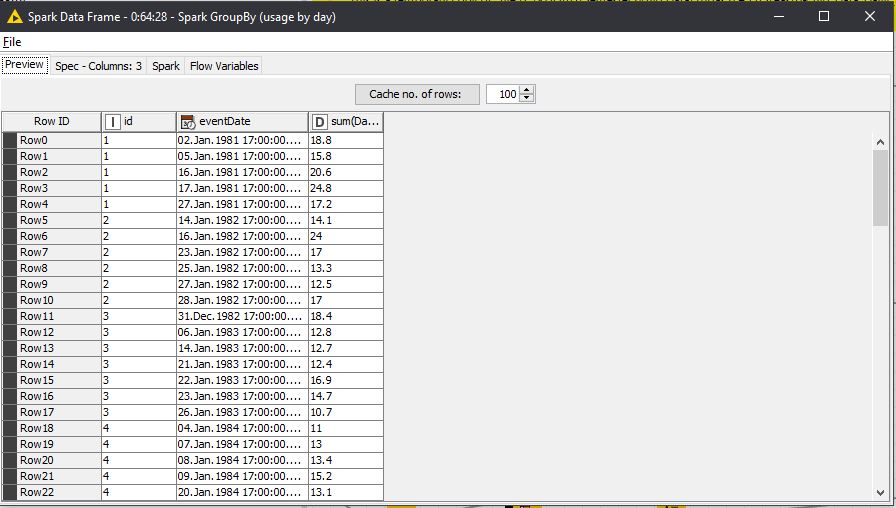 Spark Data Frame - 0:64:28 - Spark GroupBy (usage by day)
File
Preview Spec - Columns: 3 Spark Flow Variables
Cache no. of rows: 100
Row ID I id eventDate D sum(Da...
Row0 1 02.Jan.1981 17:00:00.... 18.8
Row1 1 05.Jan.1981 17:00:00.... 15.8
Row2 1 16.Jan.1981 17:00:00.... 20.6
Row3 1 17.Jan.1981 17:00:00.... 24.8
Row4 1 27.Jan.1981 17:00:00.... 17.2
Row5 2 14.Jan.1982 17:00:00.... 14.1
Row6 2 16.Jan.1982 17:00:00.... 24
Row7 2 23.Jan.1982 17:00:00.... 17
Row8 2 25.Jan.1982 17:00:00.... 13.3
Row9 2 27.Jan.1982 17:00:00.... 12.5
Row10 2 28.Jan.1982 17:00:00.... 17
Row11 3 31.Dec.1982 17:00:00.... 18.4
Row12 3 06.Jan.1983 17:00:00.... 12.8
Row13 3 14.Jan.1983 17:00:00.... 12.7
Row14 3 21.Jan.1983 17:00:00.... 12.4
Row15 3 22.Jan.1983 17:00:00.... 16.9
Row16 3 23.Jan.1983 17:00:00.... 14.7
Row17 3 26.Jan.1983 17:00:00.... 10.7
Row18 4 04.Jan.1984 17:00:00.... 11
Row19 4 07.Jan.1984 17:00:00.... 13
Row20 4 08.Jan.1984 17:00:00.... 13.4
Row21 4 09.Jan.1984 17:00:00.... 15.2
Row22 4 20.Jan.1984 17:00:00.... 13.1